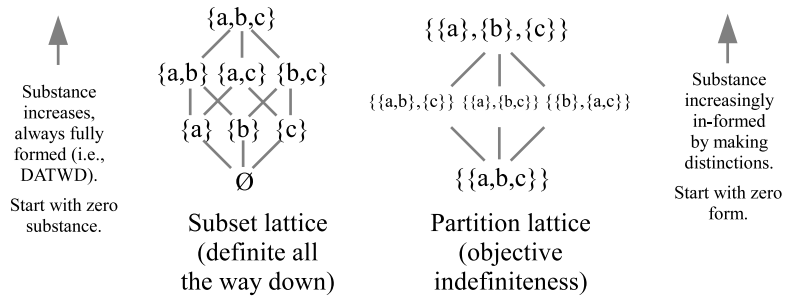 {a,b,c}
{a,b} {a,c} {b,c}
{a} {b} {c}
Ø
Subset lattice
(definite all
the way down)
Substance
increases,
always fully
formed (i.e.,
DATWD).
Start with zero
substance.
{{a},{b},{c}}
{{a,b},{c}} {{a},{b,c}} {{b},{a,c}}
{{a,b,c}}
Partition lattice
(objective
indefiniteness)
Substance
increasingly
in-formed
by making
distinctions.
Start with zero
form.